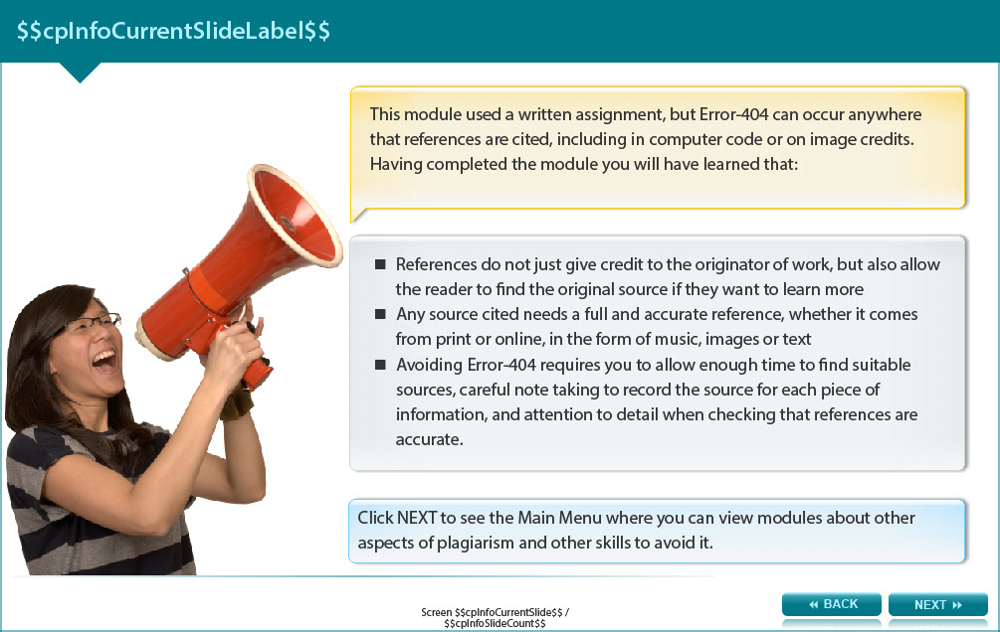 $$cpInfoCurrentSlideLabel$$
This module used a written assignment, but Error-404 can occur anywhere
that references are cited, including in computer code or on image credits.
Having completed the module you will have learned that:
■ References do not just give credit to the originator of work, but also allow
the reader to find the original source if they want to learn more
■ Any source cited needs a full and accurate reference, whether it comes
from print or online, in the form of music, images or text
■ Avoiding Error-404 requires you to allow enough time to find suitable
sources, careful note taking to record the source for each piece of
information, and attention to detail when checking that references are
accurate.
Click NEXT to see the Main Menu where you can view modules about other
aspects of plagiarism and other skills to avoid it.
Screen $$cpInfoCurrentSlide$$ /
$$cpInfoSlideCount$$
BACK
NEXT